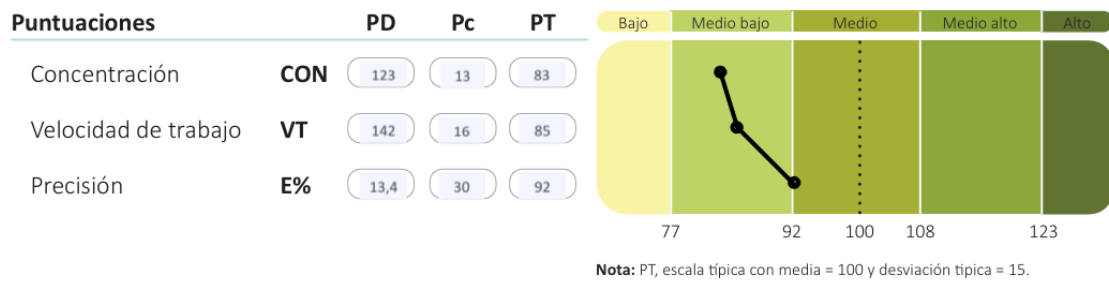 Puntuaciones PD Pc PT
Concentración CON 123 13 83
Velocidad de trabajo VT 142 16 85
Precisión E% 13,4 30 92
Bajo Medio bajo Medio Medio alto Alto
77 92 100 108 123
Nota: PT, escala típica con media = 100 y desviación tipica = 15.